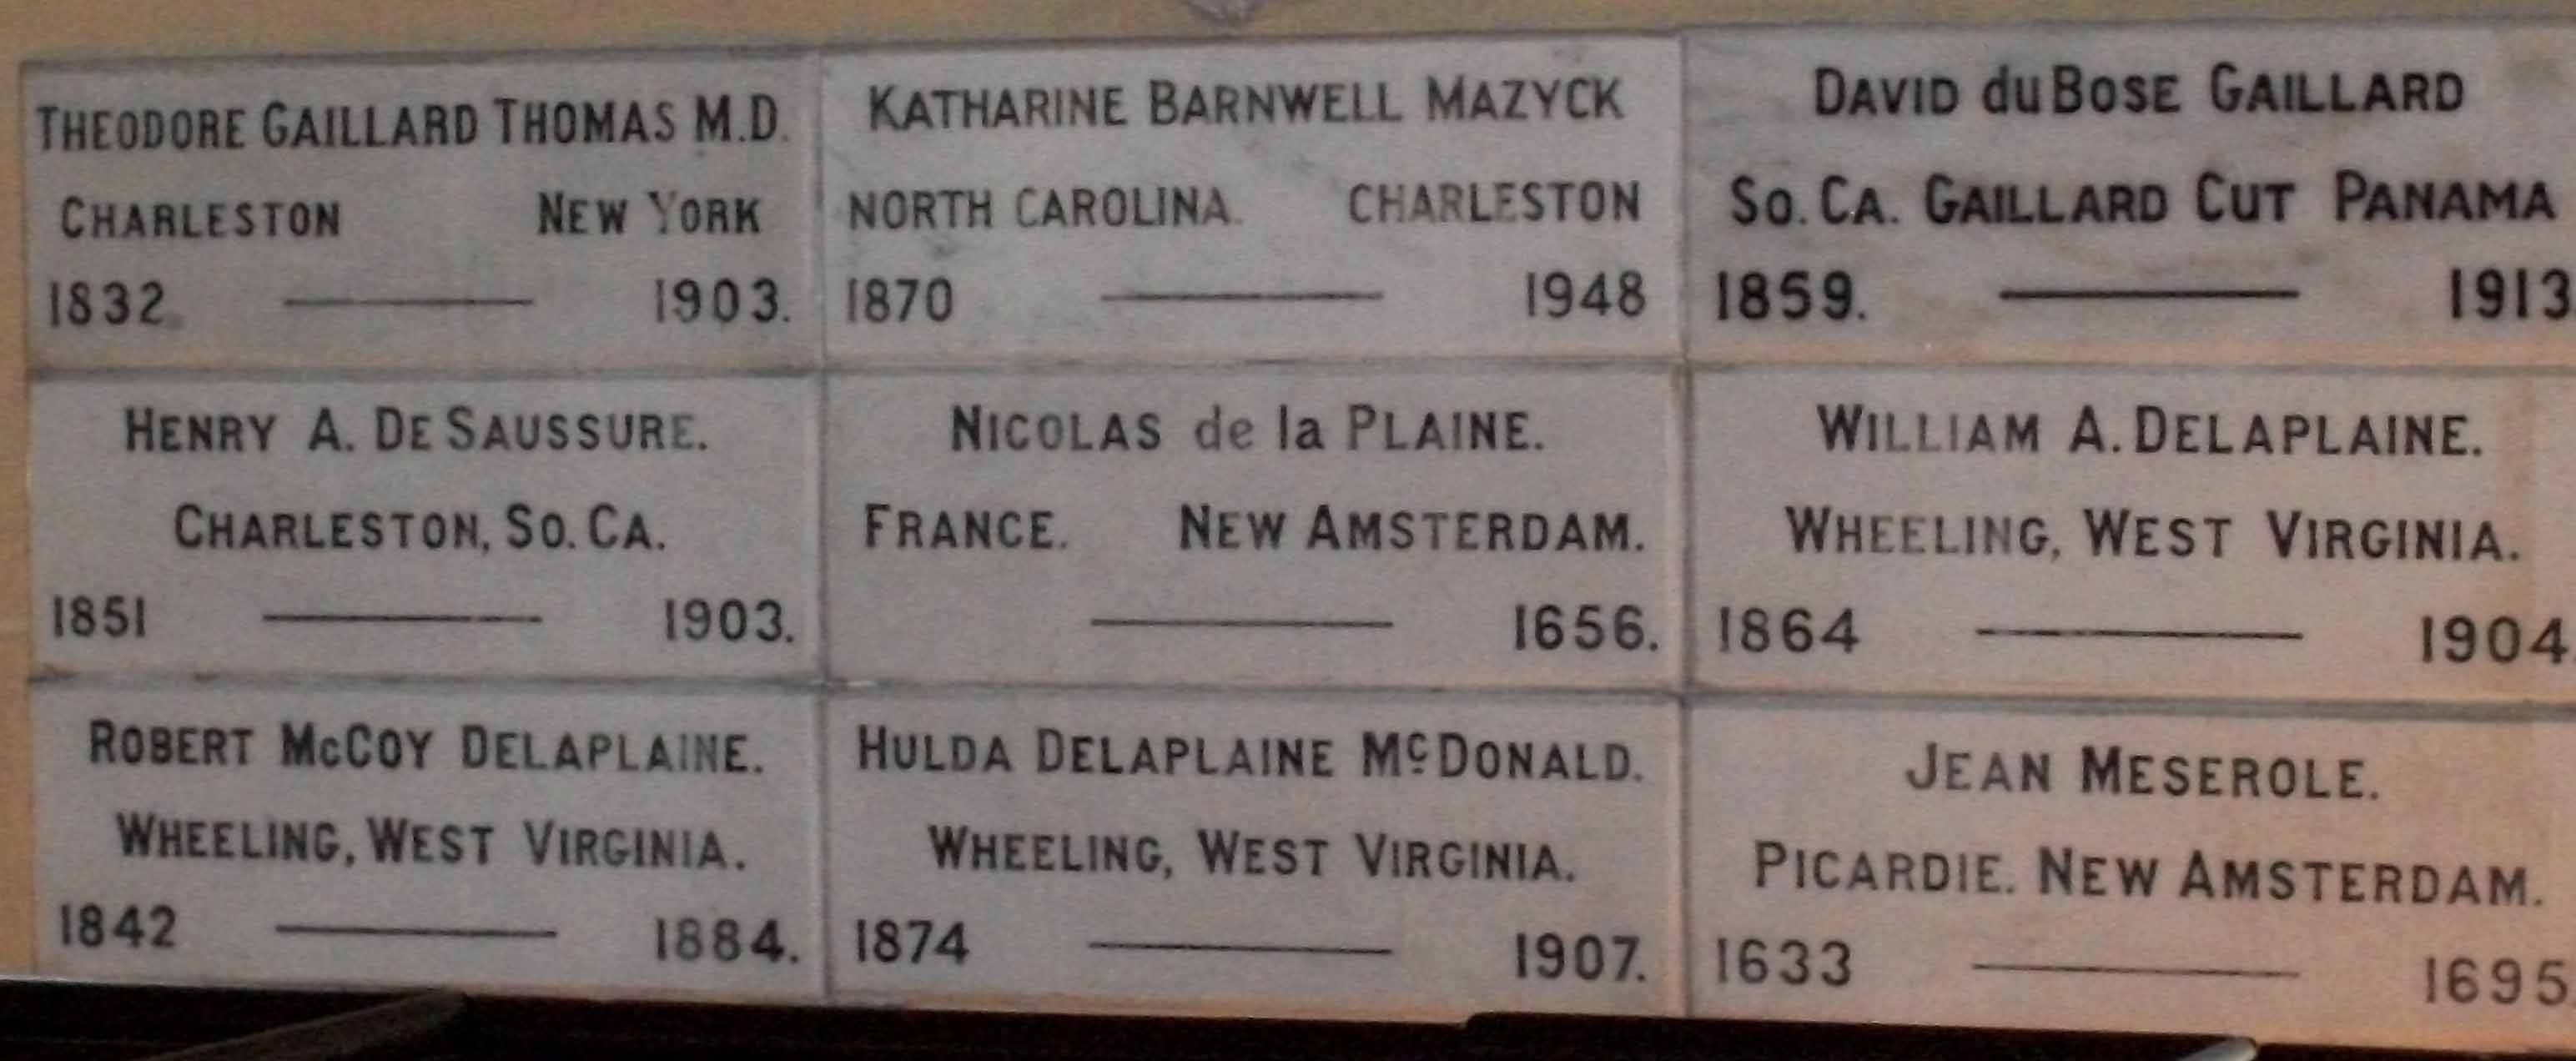 THEODORE GAILLARD THOMAS M.D.
CHARLESTON NEW YORK
1832 — 1903.
KATHARINE BARNWELL MAZYCK
NORTH CAROLINA. CHARLESTON
1870 — 1948
DAVID duBOSE GAILLARD
SO. CA. GAILLARD CUT PANAMA
1859. — 1913
HENRY A. DE SAUSSURE.
CHARLESTON, SO. CA.
1851 — 1903.
NICOLAS de la PLAINE.
FRANCE. NEW AMSTERDAM.
— 1656.
WILLIAM A. DELAPLAINE.
WHEELING, WEST VIRGINIA.
1864 — 1904
ROBERT McCOY DELAPLAINE.
WHEELING, WEST VIRGINIA.
1842 — 1884.
HULDA DELAPLAINE McDONALD.
WHEELING, WEST VIRGINIA.
1874 — 1907.
JEAN MESEROLE.
PICARDIE. NEW AMSTERDAM.
1633 — 1695